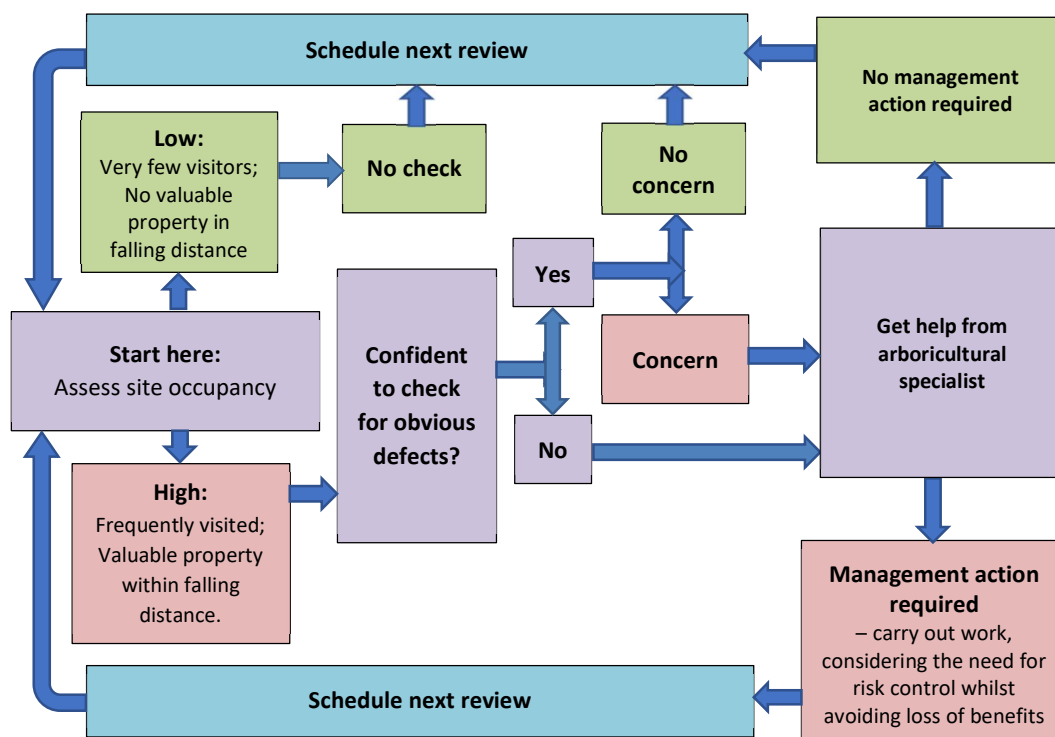 Schedule next review
No management
action required
Low:
Very few visitors;
No valuable
property in
falling distance
No check
No
concern
Yes
Start here:
Assess site occupancy
Confident
to check
for obvious
defects?
Concern
Get help from
arboricultural
specialist
No
High:
Frequently visited;
Valuable property
within falling
distance.
Management action
required
– carry out work,
considering the need for
risk control whilst
avoiding loss of benefits
Schedule next review